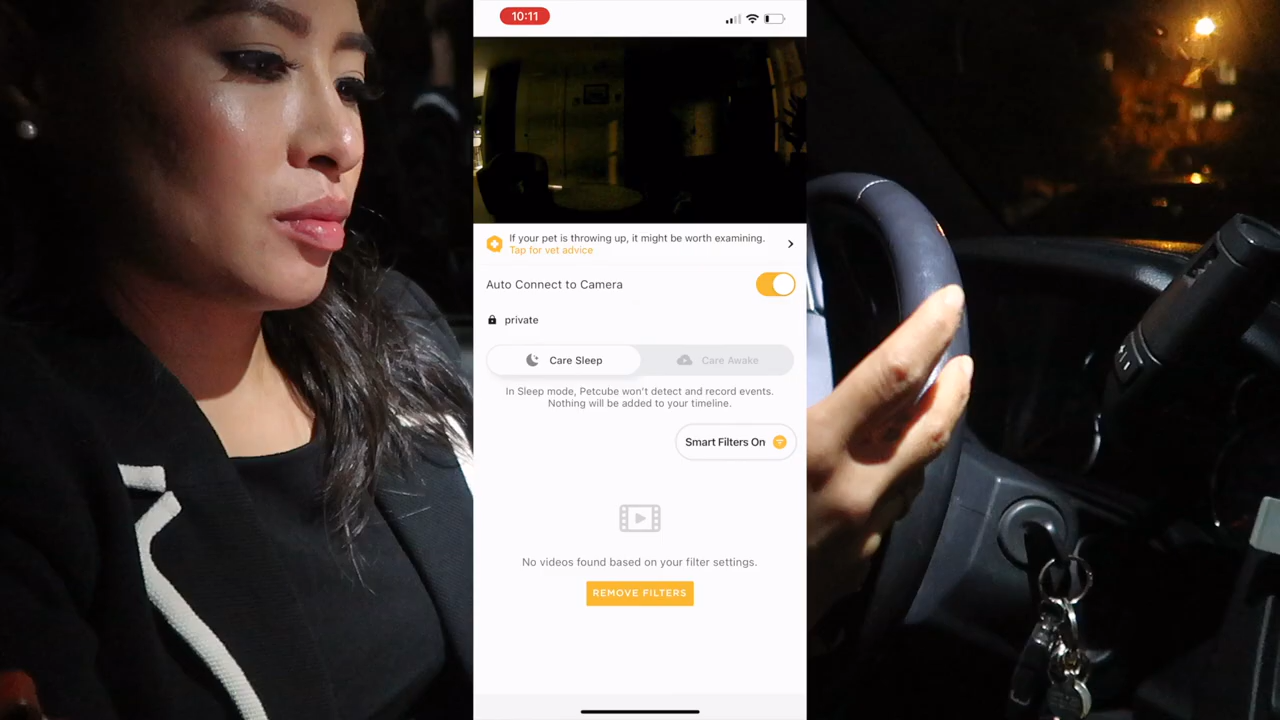 10:11
If your pet is throwing up, it might be worth examining.
Tap for vet advice
Auto Connect to Camera
private
Care Sleep
Care Awake
In Sleep mode, Petcube won't detect and record events.
Nothing will be added to your timeline.
Smart Filters On
No videos found based on your filter settings.
REMOVE FILTERS